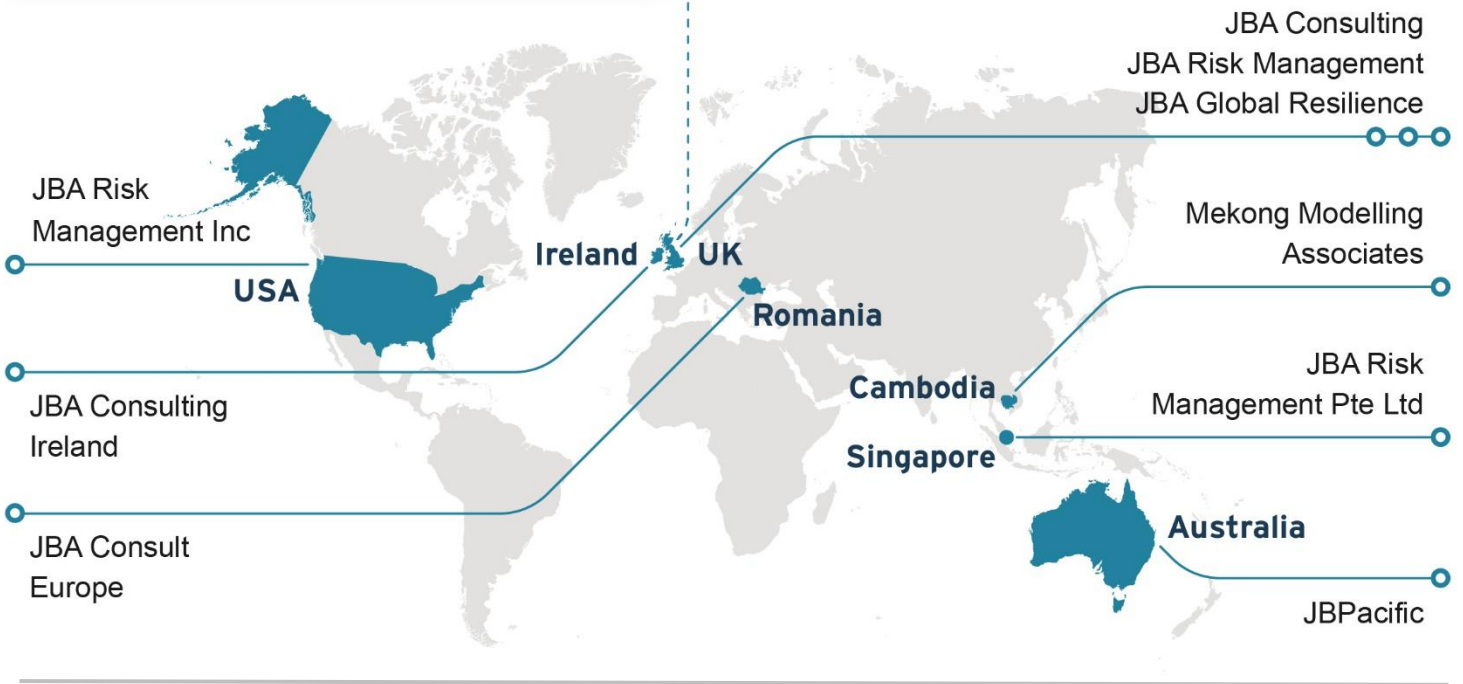 JBA Consulting
JBA Risk Management
JBA Global Resilience
JBA Risk
Management Inc
USA
Ireland
UK
Romania
Mekong Modelling
Associates
Cambodia
JBA Risk
Management Pte Ltd
Singapore
JBA Consulting
Ireland
JBA Consult
Europe
Australia
JBPacific